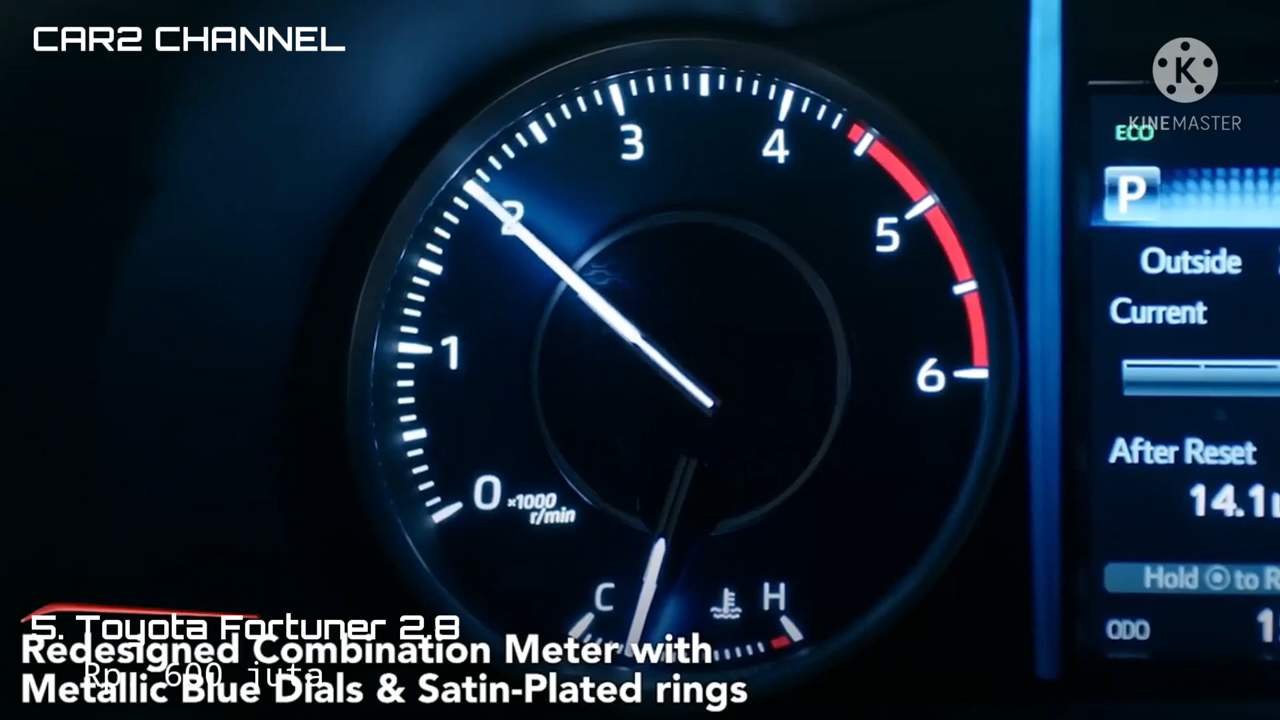 CAR2 CHANNEL
K
KINEMASTER
ECO
P
Outside
Current
After Reset
14.1
Hold to R
ODO 1
0
1
2
3
4
5
6
×1000
r/min
C
H
5. Toyota Fortuner 2.8
Rp 600 juta
Redesigned Combination Meter with
Metallic Blue Dials & Satin-Plated rings